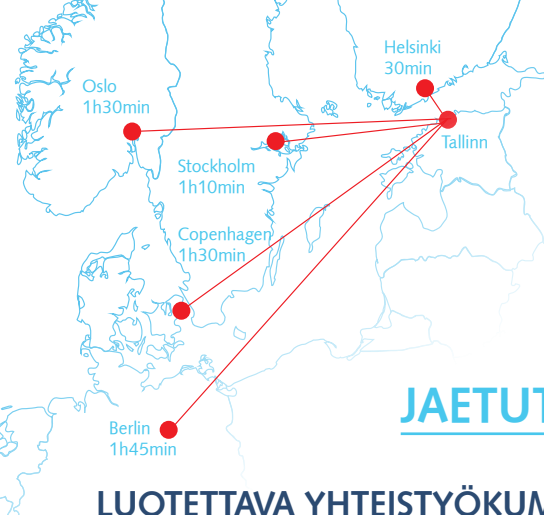 Helsinki
30min
Oslo
1h30min
Tallinn
Stockholm
1h10min
Copenhagen
1h30min
JAETUT
Berlin
1h45min
LUOTETTAVA YHTEISTYÖKUM